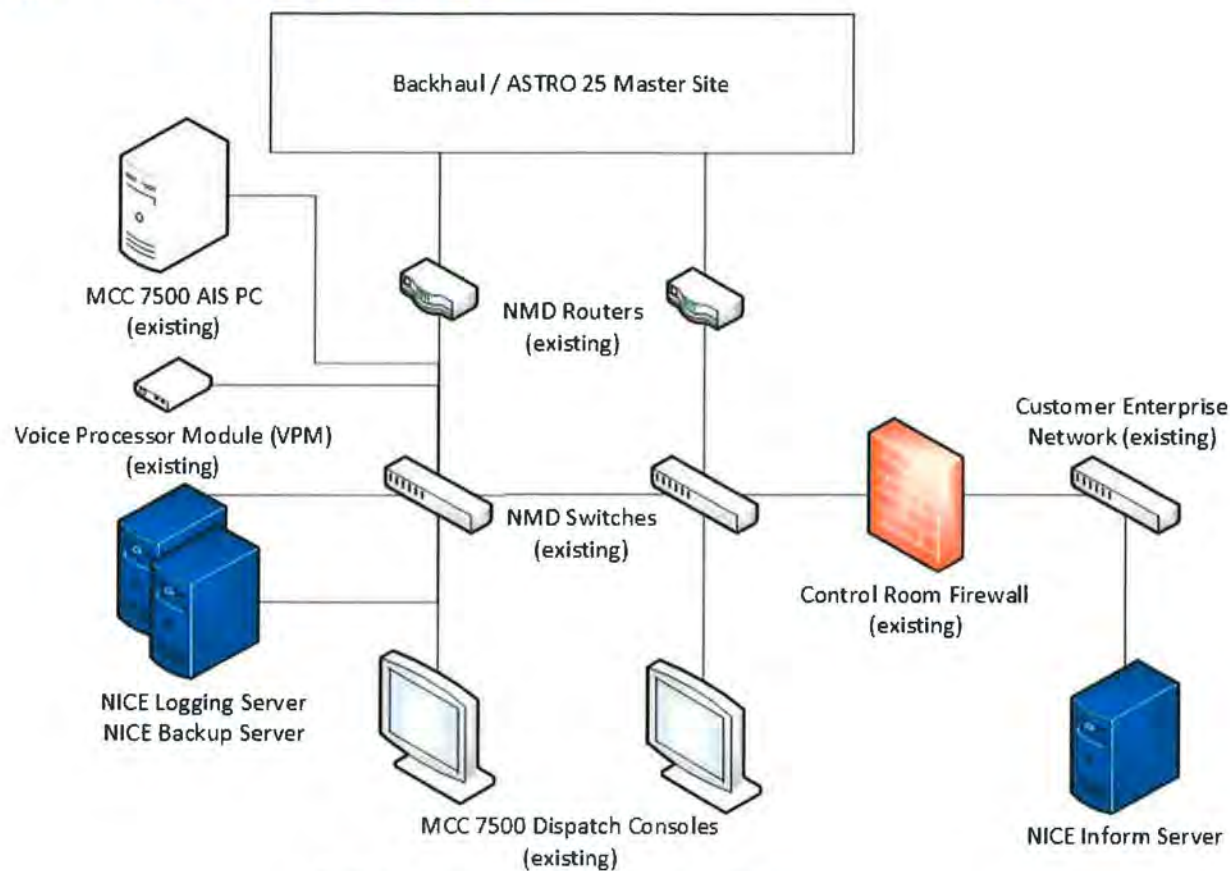 Backhaul / ASTRO 25 Master Site
MCC 7500 AIS PC
(existing)
NMD Routers
(existing)
Voice Processor Module (VPM)
(existing)
Customer Enterprise
Network (existing)
NMD Switches
(existing)
Control Room Firewall
(existing)
NICE Logging Server
NICE Backup Server
MCC 7500 Dispatch Consoles
(existing)
NICE Inform Server